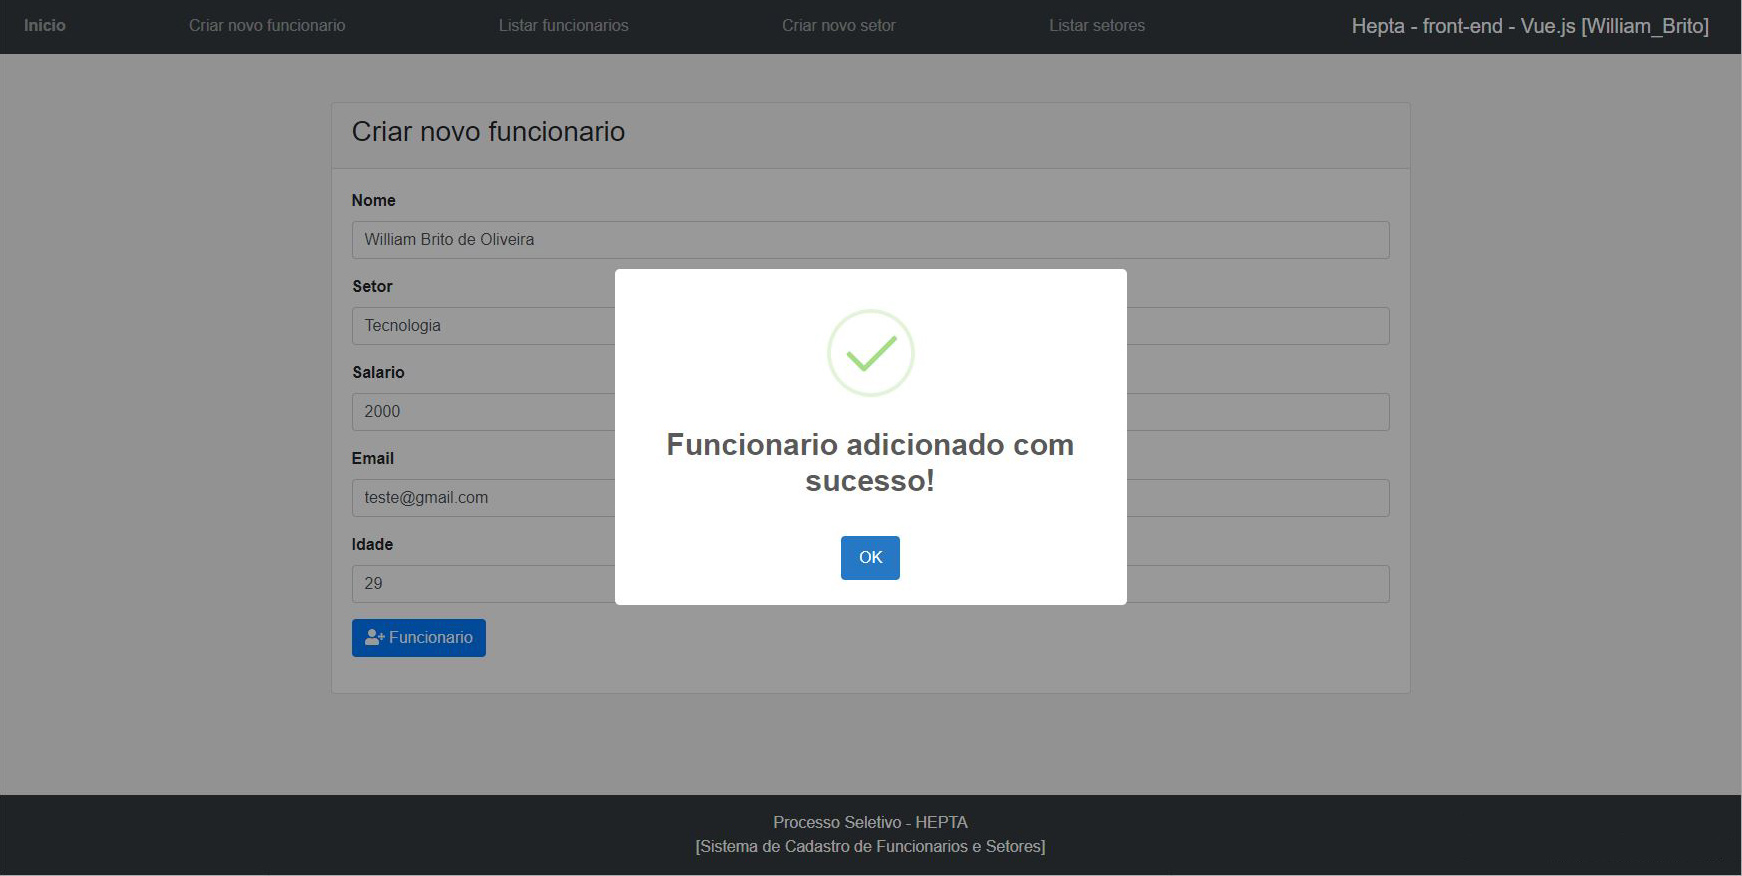 Inicio
Criar novo funcionario
Listar funcionarios
Criar novo setor
Listar setores
Hepta - front-end - Vue.js [William_Brito]
Criar novo funcionario
Nome
William Brito de Oliveira
Setor
Tecnologia
Salario
2000
Email
teste@gmail.com
Idade
29
Funcionario
Funcionario adicionado com
sucesso!
OK
Processo Seletivo - HEPTA
[Sistema de Cadastro de Funcionarios e Setores]